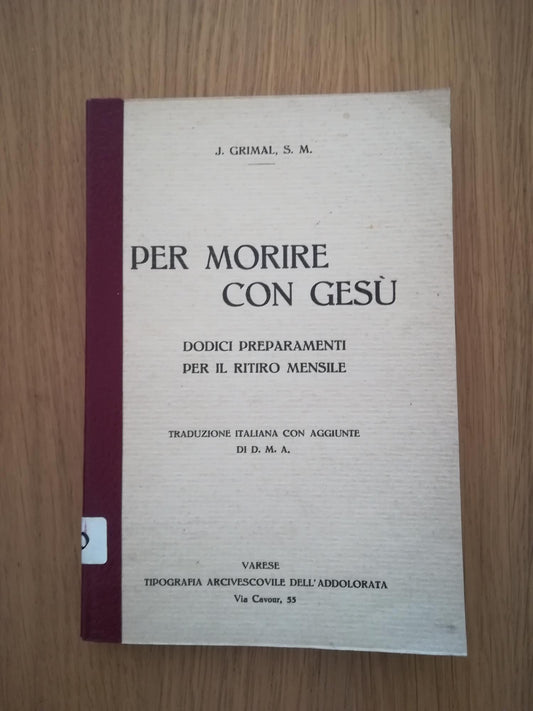 J. GRIMAL, S. M.
PER MORIRE
CON GESÙ
DODICI PREPARAMENTI
PER IL RITIRO MENSILE
TRADUZIONE ITALIANA CON AGGIUNTE
DI D. M. A.
VARESE
TIPOGRAFIA ARCIVESCOVILE DELL'ADDOLORATA
Via Cavour, 55